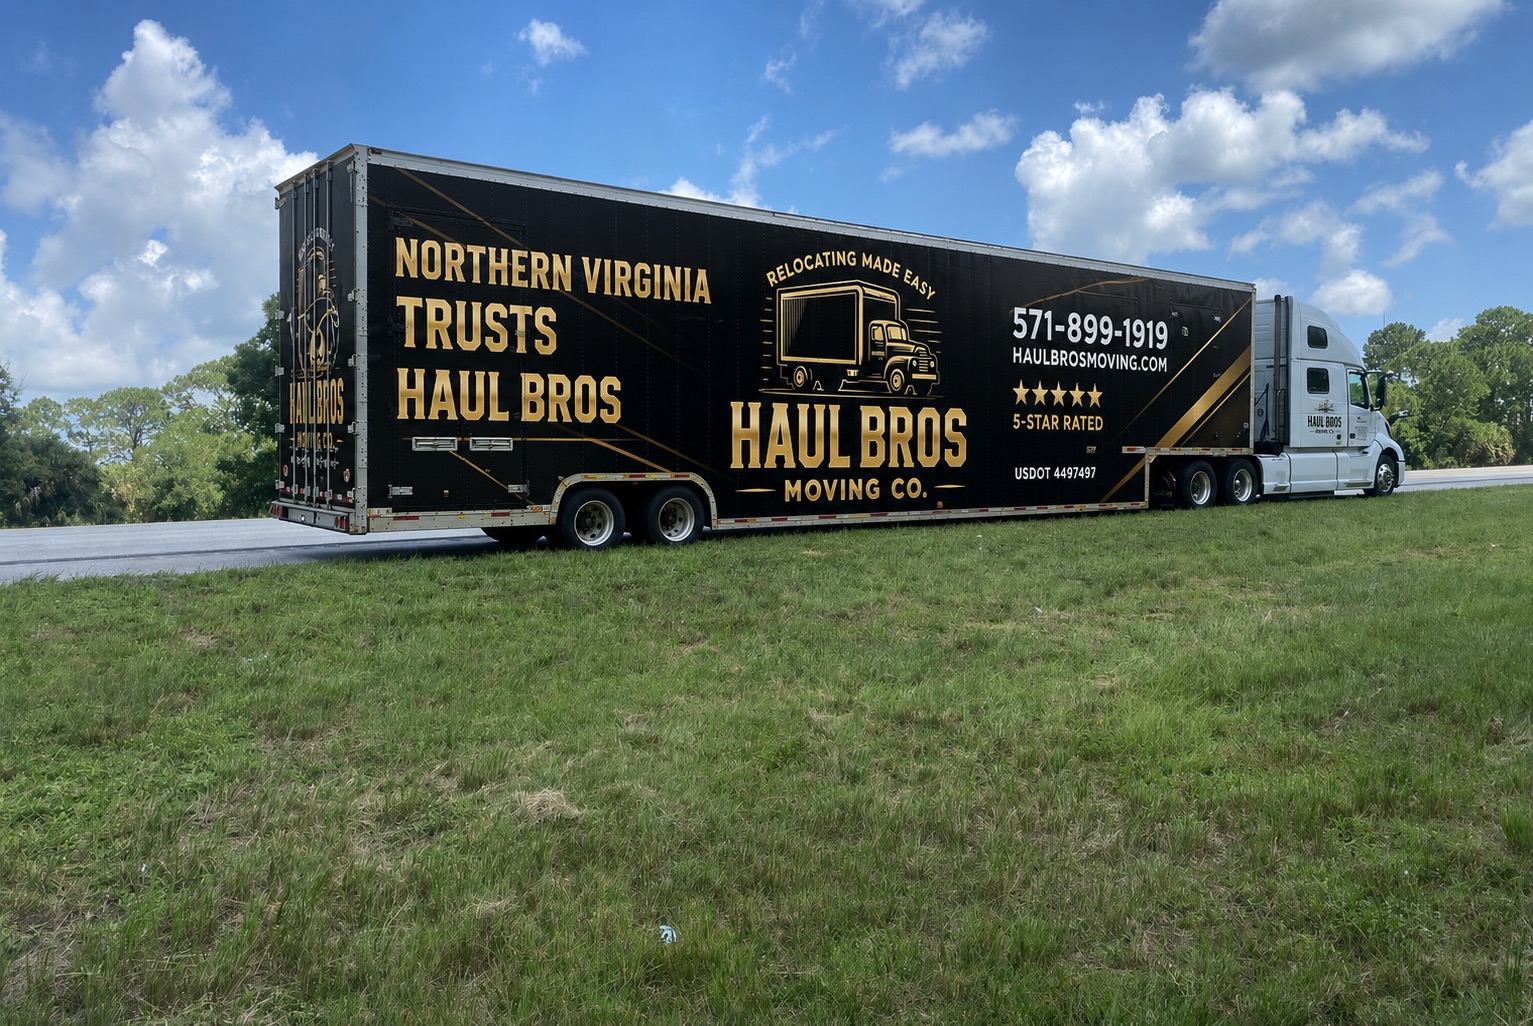 NORTHERN VIRGINIA
TRUSTS
HAUL BROS
RELOCATING MADE EASY
HAUL BROS
MOVING CO.
571-899-1919
HAULBROSMOVING.COM
5-STAR RATED
USDOT 4497497
HAUL BROS
MOVING CO.
HAUL BROS